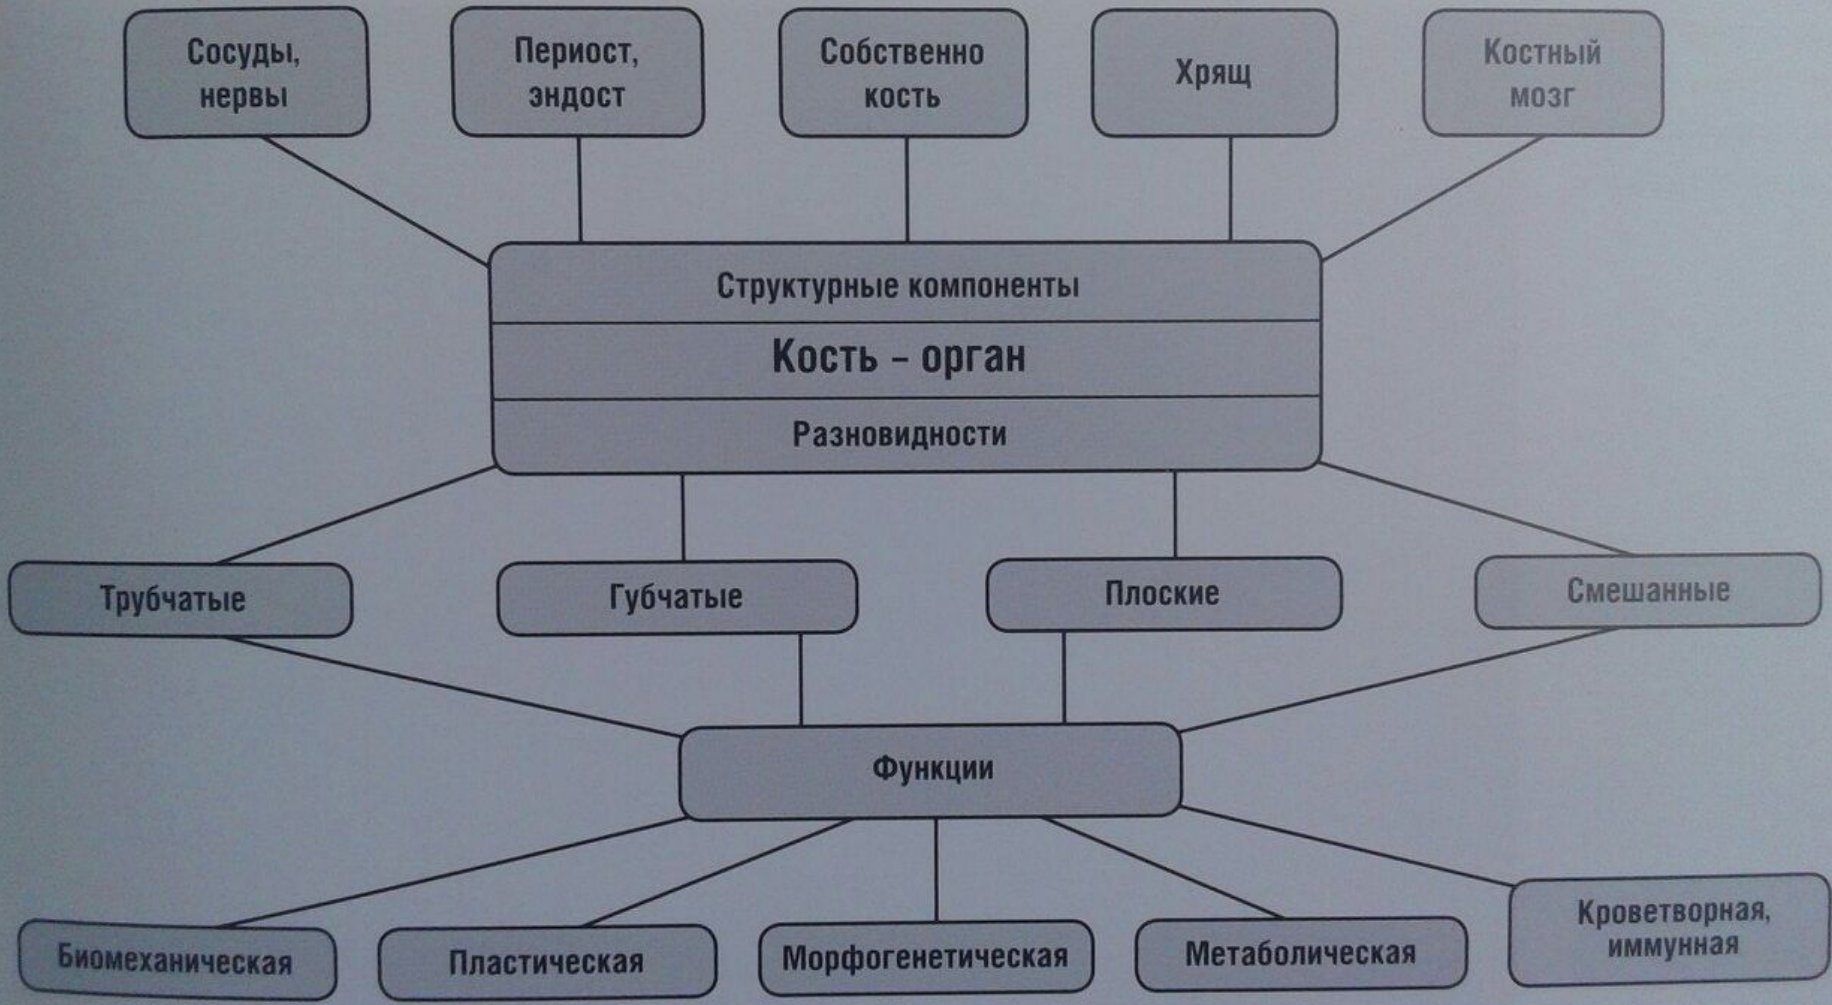 Сосуды,
нервы
Периост,
эндост
Собственно
кость
Хрящ
Костный
мозг
Структурные компоненты
Кость – орган
Разновидности
Трубчатые
Губчатые
Плоские
Смешанные
Функции
Биомеханическая
Пластическая
Морфогенетическая
Метаболическая
Кроветворная,
иммунная